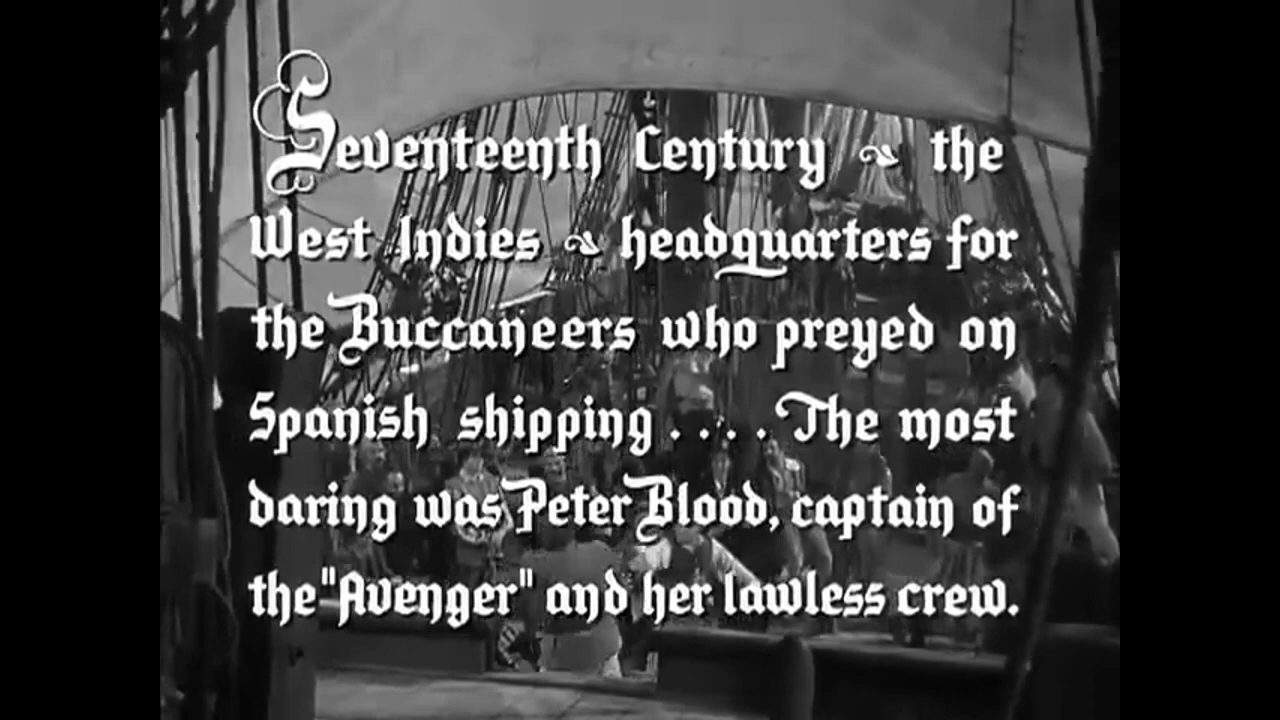 Seventeenth Century ~ the
West Indies ~ headquarters for
the Buccaneers who preyed on
Spanish shipping . . . . The most
daring was Peter Blood, captain of
the "Avenger" and her lawless crew.